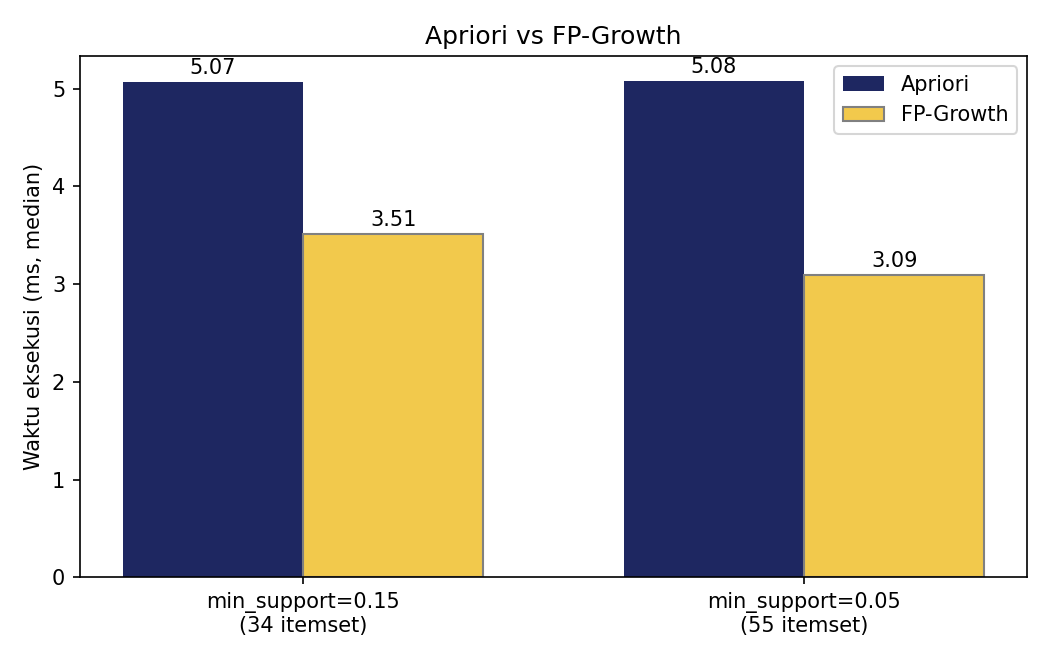 Apriori vs FP-Growth
5.07
5.08
3.51
3.09
Apriori
FP-Growth
Waktu eksekusi (ms, median)
5
4
3
2
1
0
min_support=0.15
(34 itemset)
min_support=0.05
(55 itemset)